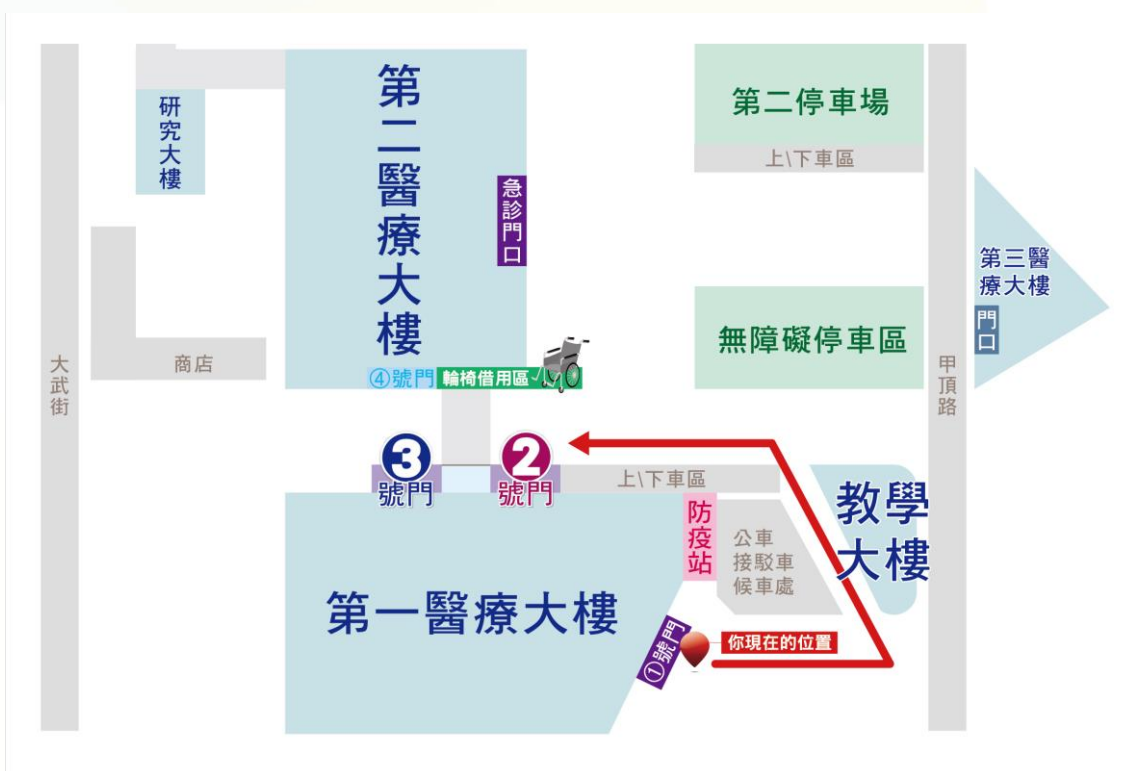 研究大樓
第二醫療大樓
急診門口
第二停車場
上\下車區
第三醫
療大樓
門口
無障礙停車區
大武街
商店
④號門
輪椅借用區
甲頂路
3
號門
2
號門
上\下車區
防疫站
公車
接駁車
候車處
教學
大樓
第一醫療大樓
①號門
你現在的位置